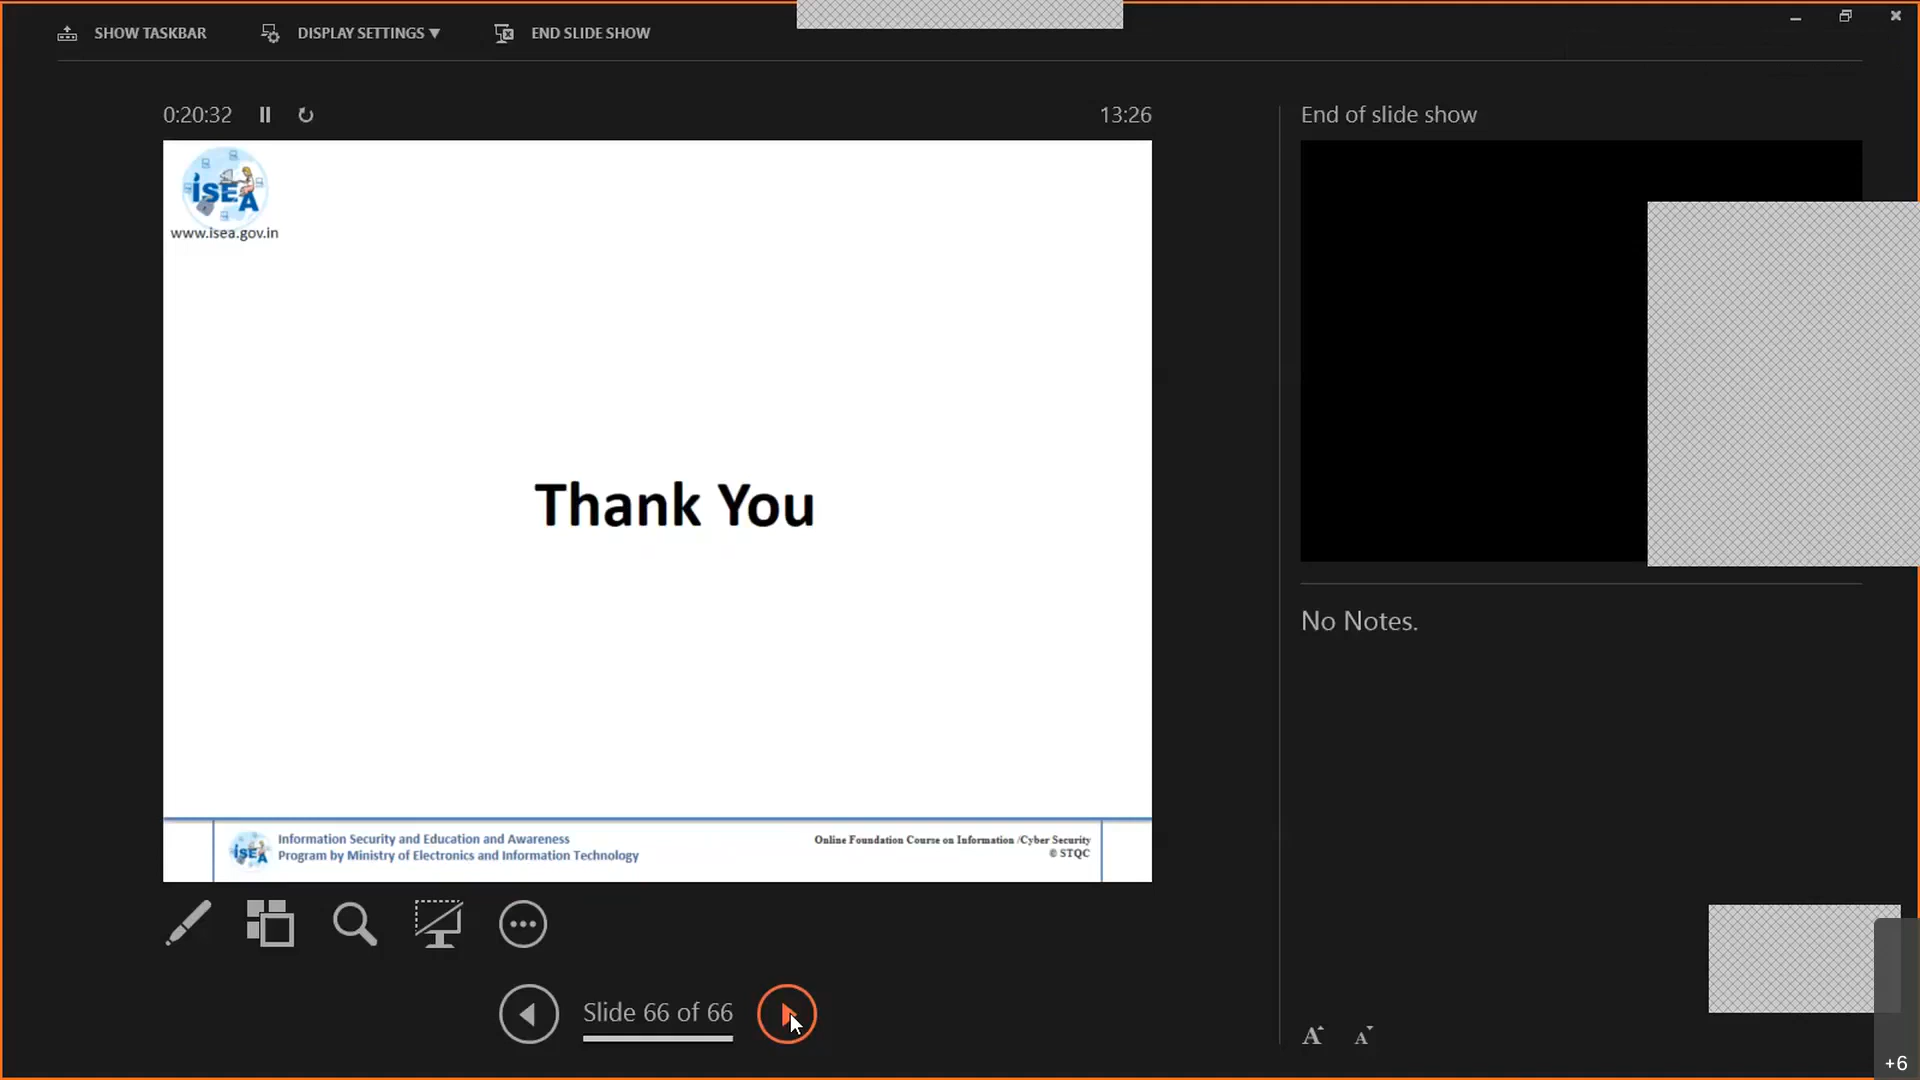 SHOW TASKBAR
DISPLAY SETTINGS ▼
END SLIDE SHOW
0:20:32
13:26
End of slide show
iSEA
www.isea.gov.in
Thank You
iSEA
Information Security and Education and Awareness
Program by Ministry of Electronics and Information Technology
Online Foundation Course on Information /Cyber Security
© STQC
No Notes.
Slide 66 of 66
A
A
+6